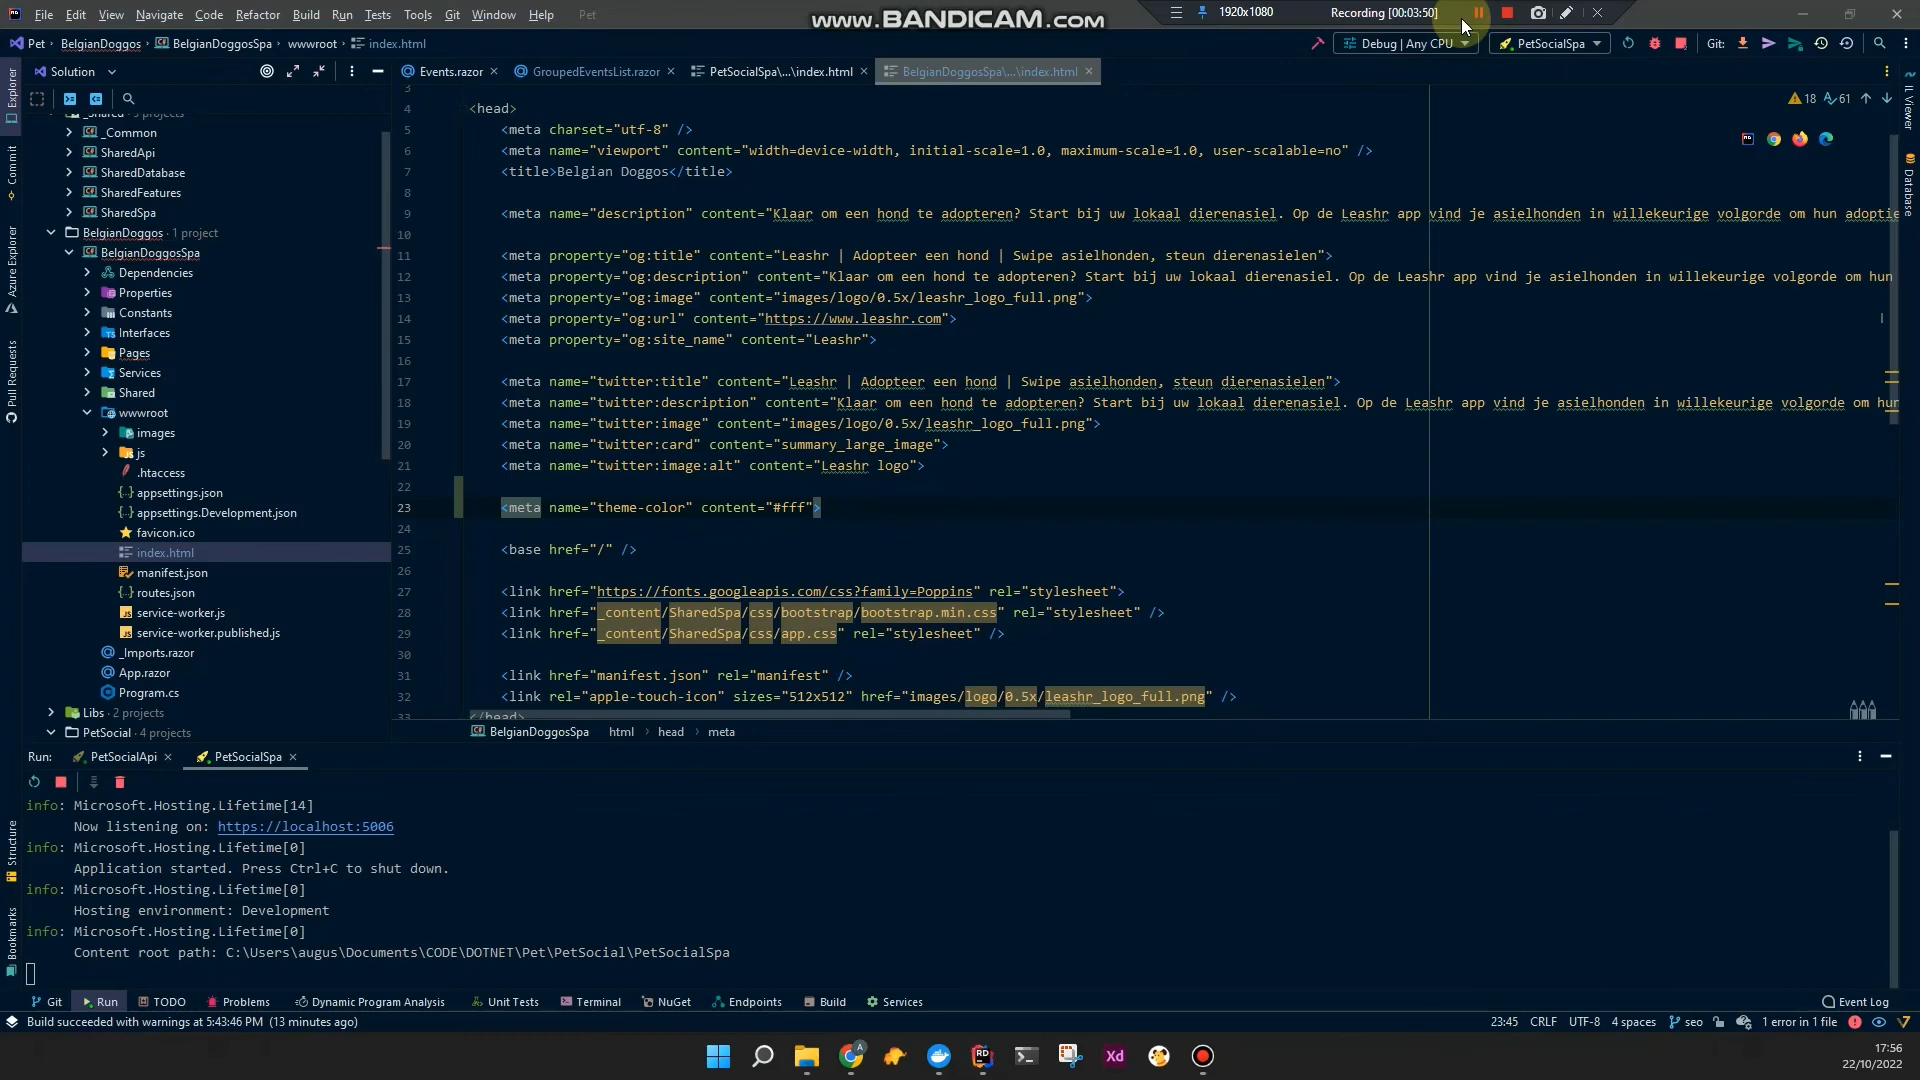 File Edit View Navigate Code Refactor Build Run Tests Tools Git Window Help Pet
www.BANDICAM.com
1920x1080 Recording [00:03:50]
Pet BelgianDoggos BelgianDoggosSpa wwwroot index.html
Debug | Any CPU PetSocialSpa Git:
Solution
Events.razor GroupedEventsList.razor PetSocialSpa\...\index.html BelgianDoggosSpa\...\index.html
18 61
Explorer
Commit
Azure Explorer
Pull Requests
Structure
Bookmarks
IL Viewer
Database
_Shared · 5 projects
_Common
SharedApi
SharedDatabase
SharedFeatures
SharedSpa
BelgianDoggos · 1 project
BelgianDoggosSpa
Dependencies
Properties
Constants
Interfaces
Pages
Services
Shared
wwwroot
images
js
.htaccess
appsettings.json
appsettings.Development.json
favicon.ico
index.html
manifest.json
routes.json
service-worker.js
service-worker.published.js
_Imports.razor
App.razor
Program.cs
Libs · 2 projects
PetSocial · 4 projects
3
4 <head>
5 <meta charset="utf-8" />
6 <meta name="viewport" content="width=device-width, initial-scale=1.0, maximum-scale=1.0, user-scalable=no" />
7 <title>Belgian Doggos</title>
8
9 <meta name="description" content="Klaar om een hond te adopteren? Start bij uw lokaal dierenasiel. Op de Leashr app vind je asielhonden in willekeurige volgorde om hun adoptie
10
11 <meta property="og:title" content="Leashr | Adopteer een hond | Swipe asielhonden, steun dierenasielen">
12 <meta property="og:description" content="Klaar om een hond te adopteren? Start bij uw lokaal dierenasiel. Op de Leashr app vind je asielhonden in willekeurige volgorde om hun
13 <meta property="og:image" content="images/logo/0.5x/leashr_logo_full.png">
14 <meta property="og:url" content="https://www.leashr.com">
15 <meta property="og:site_name" content="Leashr">
16
17 <meta name="twitter:title" content="Leashr | Adopteer een hond | Swipe asielhonden, steun dierenasielen">
18 <meta name="twitter:description" content="Klaar om een hond te adopteren? Start bij uw lokaal dierenasiel. Op de Leashr app vind je asielhonden in willekeurige volgorde om hun
19 <meta name="twitter:image" content="images/logo/0.5x/leashr_logo_full.png">
20 <meta name="twitter:card" content="summary_large_image">
21 <meta name="twitter:image:alt" content="Leashr logo">
22
23 <meta name="theme-color" content="#fff">
24
25 <base href="/" />
26
27 <link href="https://fonts.googleapis.com/css?family=Poppins" rel="stylesheet">
28 <link href="_content/SharedSpa/css/bootstrap/bootstrap.min.css" rel="stylesheet" />
29 <link href="_content/SharedSpa/css/app.css" rel="stylesheet" />
30
31 <link href="manifest.json" rel="manifest" />
32 <link rel="apple-touch-icon" sizes="512x512" href="images/logo/0.5x/leashr_logo_full.png" />
33 </head>
BelgianDoggosSpa html head meta
Run: PetSocialApi PetSocialSpa
info: Microsoft.Hosting.Lifetime[14]
Now listening on: https://localhost:5006
info: Microsoft.Hosting.Lifetime[0]
Application started. Press Ctrl+C to shut down.
info: Microsoft.Hosting.Lifetime[0]
Hosting environment: Development
info: Microsoft.Hosting.Lifetime[0]
Content root path: C:\Users\augus\Documents\CODE\DOTNET\Pet\PetSocial\PetSocialSpa
Git Run TODO Problems Dynamic Program Analysis Unit Tests Terminal NuGet Endpoints Build Services Event Log
Build succeeded with warnings at 5:43:46 PM (13 minutes ago) 23:45 CRLF UTF-8 4 spaces seo 1 error in 1 file
A RD Xd
17:56
22/10/2022